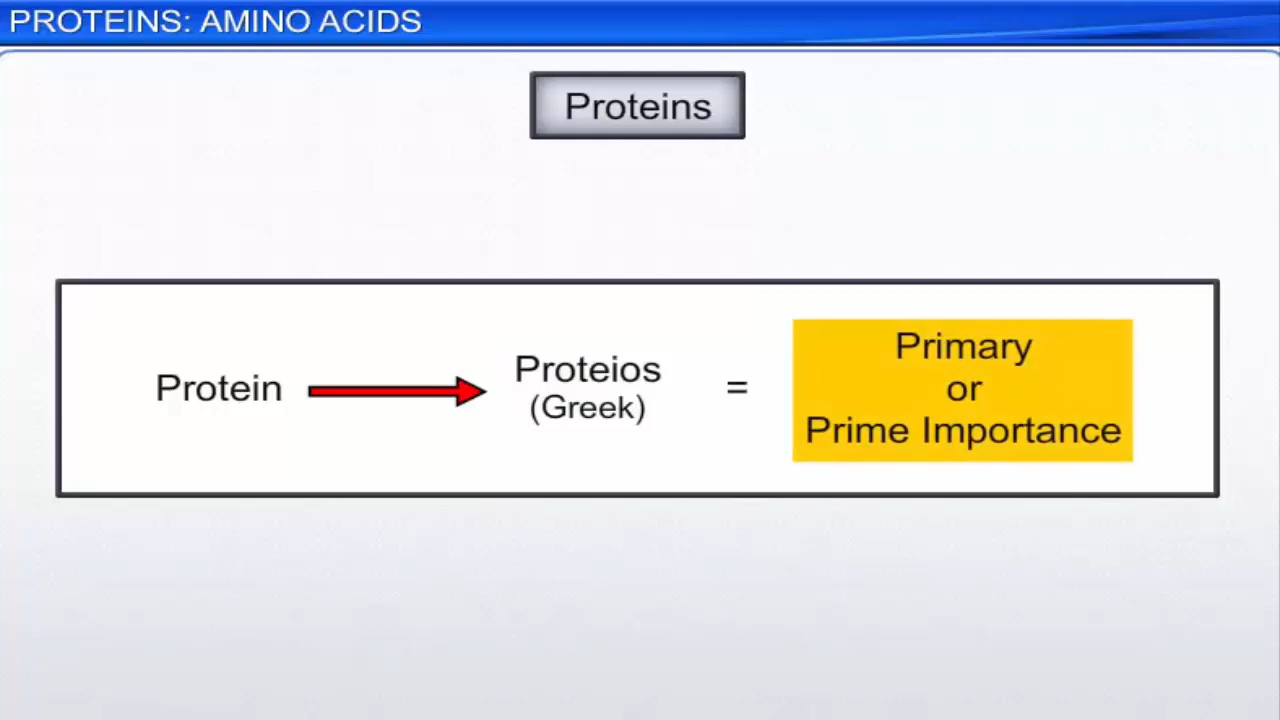 PROTEINS: AMINO ACIDS
Proteins
Protein
Proteios
(Greek)
=
Primary
or
Prime Importance